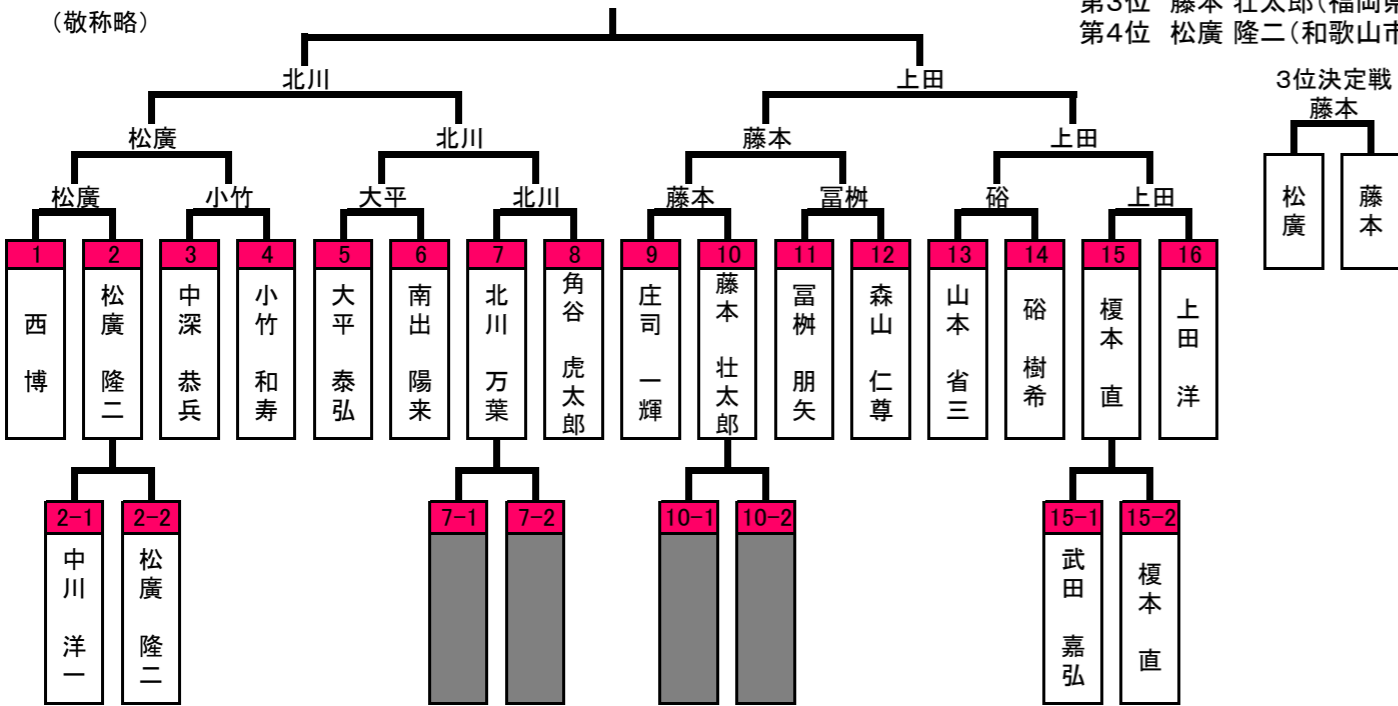 （敬称略）
第3位 藤本 壮太郎（福岡県
第4位 松廣 隆二（和歌山市
北川
上田
3位決定戦
藤本
松廣
藤本
松廣
北川
藤本
上田
松廣
小竹
大平
北川
藤本
冨桝
硲
上田
1
西 博
2
松廣 隆二
3
中深 恭兵
4
小竹 和寿
5
大平 泰弘
6
南出 陽来
7
北川 万葉
8
角谷 虎太郎
9
庄司 一輝
10
藤本 壮太郎
11
冨桝 朋矢
12
森山 仁尊
13
山本 省三
14
硲 樹希
15
榎本 直
16
上田 洋
2-1
中川 洋一
2-2
松廣 隆二
7-1
7-2
10-1
10-2
15-1
武田 嘉弘
15-2
榎本 直